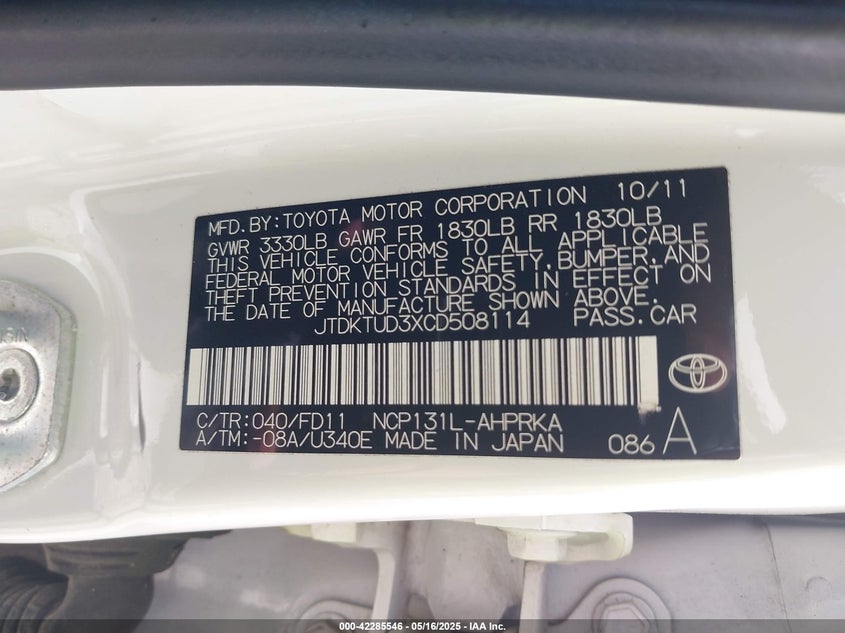 MFD.BY:TOYOTA MOTOR CORPORATION 10/11
GVWR 3330LB GAWR FR 1830LB RR 1830LB
THIS VEHICLE CONFORMS TO ALL APPLICABLE
FEDERAL MOTOR VEHICLE SAFETY,BUMPER,AND
THEFT PREVENTION STANDARDS IN EFFECT ON
THE DATE OF MANUFACTURE SHOWN ABOVE.
JTDKTUD3XCD508114 PASS.CAR
C/TR:040/FD11 NCP131L-AHPRKA
A/TM:-08A/U340E MADE IN JAPAN 086 A
000-42285546 - 05/16/2025 - IAA Inc.